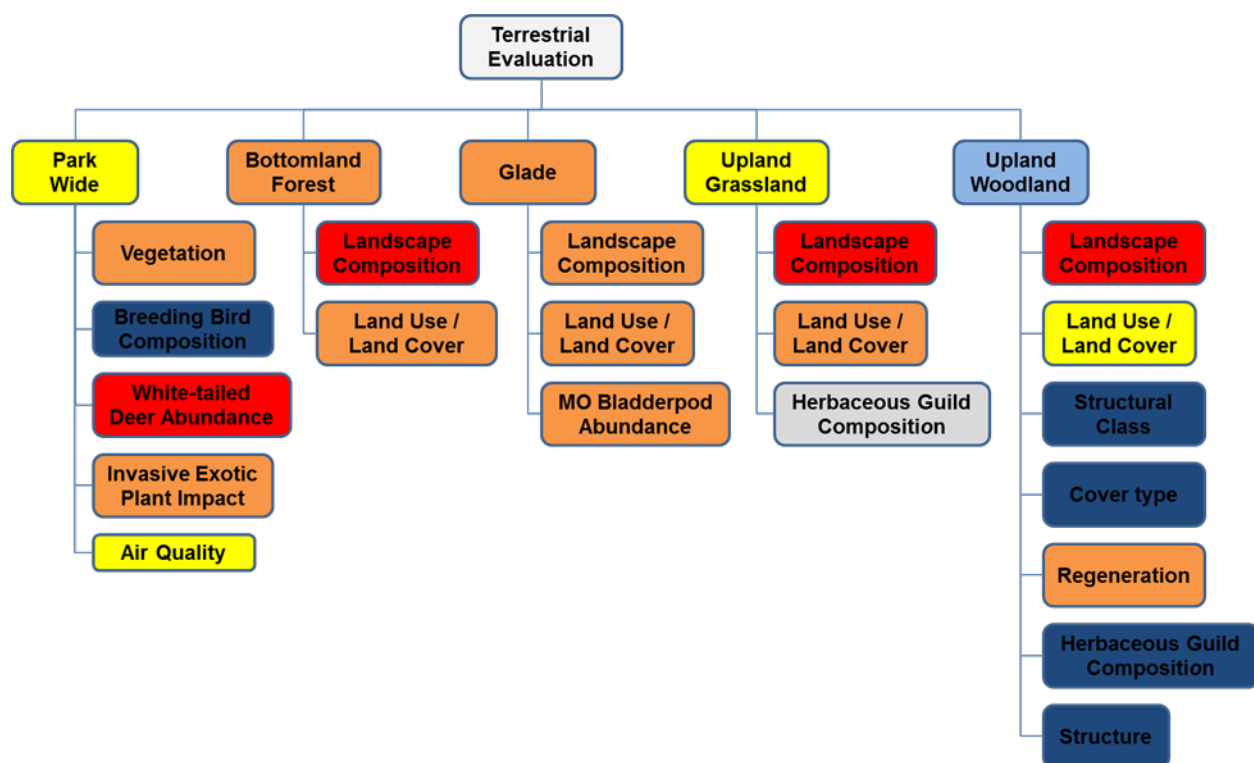 Terrestrial
Evaluation
Park
Wide
Bottomland
Forest
Glade
Upland
Grassland
Upland
Woodland
Vegetation
Breeding Bird
Composition
White-tailed
Deer Abundance
Invasive Exotic
Plant Impact
Air Quality
Landscape
Composition
Land Use /
Land Cover
Landscape
Composition
Land Use /
Land Cover
MO Bladderpod
Abundance
Landscape
Composition
Land Use /
Land Cover
Herbaceous Guild
Composition
Landscape
Composition
Land Use /
Land Cover
Structural
Class
Cover type
Regeneration
Herbaceous Guild
Composition
Structure